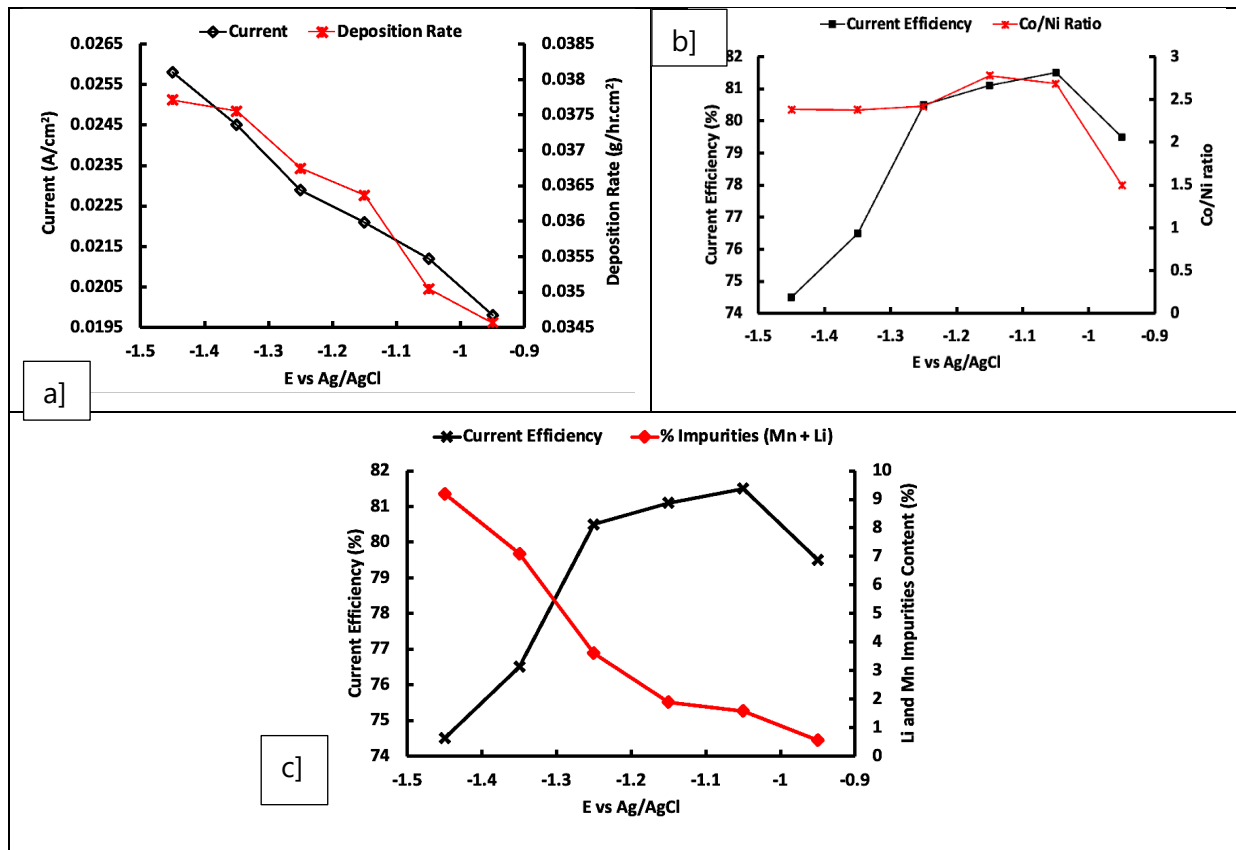 Current Deposition Rate
0.0265
0.0255
0.0245
0.0235
0.0225
0.0215
0.0205
0.0195
Current (A/cm²)
0.0385
0.038
0.0375
0.037
0.0365
0.036
0.0355
0.035
0.0345
Deposition Rate (g/hr.cm²)
-1.5 -1.4 -1.3 -1.2 -1.1 -1 -0.9
E vs Ag/AgCl
a]
b]
Current Efficiency Co/Ni Ratio
82
81
80
79
78
77
76
75
74
Current Efficiency (%)
3
2.5
2
1.5
1
0.5
0
Co/Ni ratio
-1.5 -1.4 -1.3 -1.2 -1.1 -1 -0.9
E vs Ag/AgCl
Current Efficiency % Impurities (Mn + Li)
82
81
80
79
78
77
76
75
74
Current Efficiency (%)
10
9
8
7
6
5
4
3
2
1
0
Li and Mn Impurities Content (%)
-1.5 -1.4 -1.3 -1.2 -1.1 -1 -0.9
E vs Ag/AgCl
c]